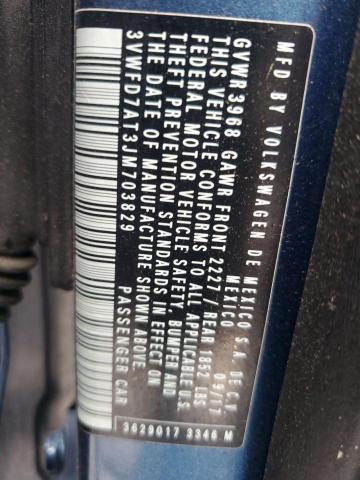 MFD BY VOLKSWAGEN DE MEXICO S.A. DE C.V.
MEXICO 09/17
GVWR 3968 GAWR FRONT 2227 / REAR 1852 LBS
THIS VEHICLE CONFORMS TO ALL APPLICABLE U.S.
FEDERAL MOTOR VEHICLE SAFETY, BUMPER AND
THEFT PREVENTION STANDARDS IN EFFECT ON
THE DATE OF MANUFACTURE SHOWN ABOVE.
3VWFD7AT3JM703829 PASSENGER CAR
3629017 3346 M